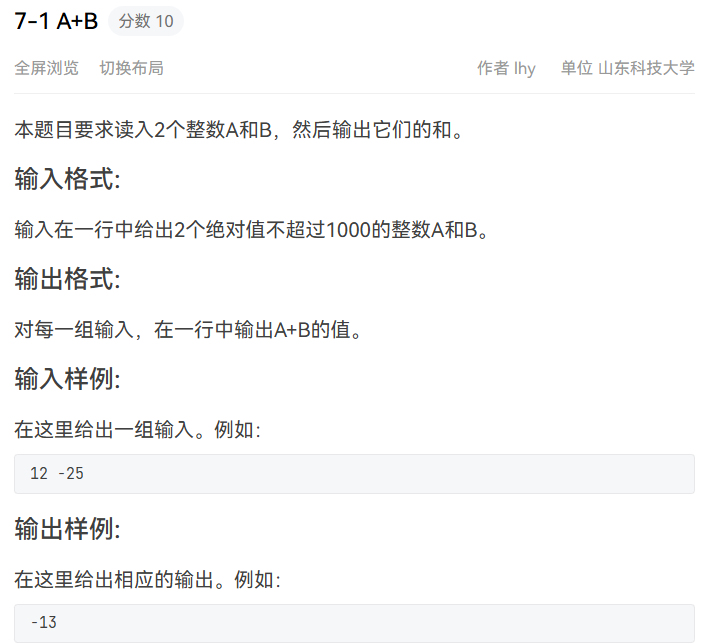 7-1 A+B 分数 10
全屏浏览 切换布局 作者 lhy 单位 山东科技大学
本题目要求读入2个整数A和B，然后输出它们的和。
输入格式:
输入在一行中给出2个绝对值不超过1000的整数A和B。
输出格式:
对每一组输入，在一行中输出A+B的值。
输入样例:
在这里给出一组输入。例如：
12 -25
输出样例:
在这里给出相应的输出。例如：
-13